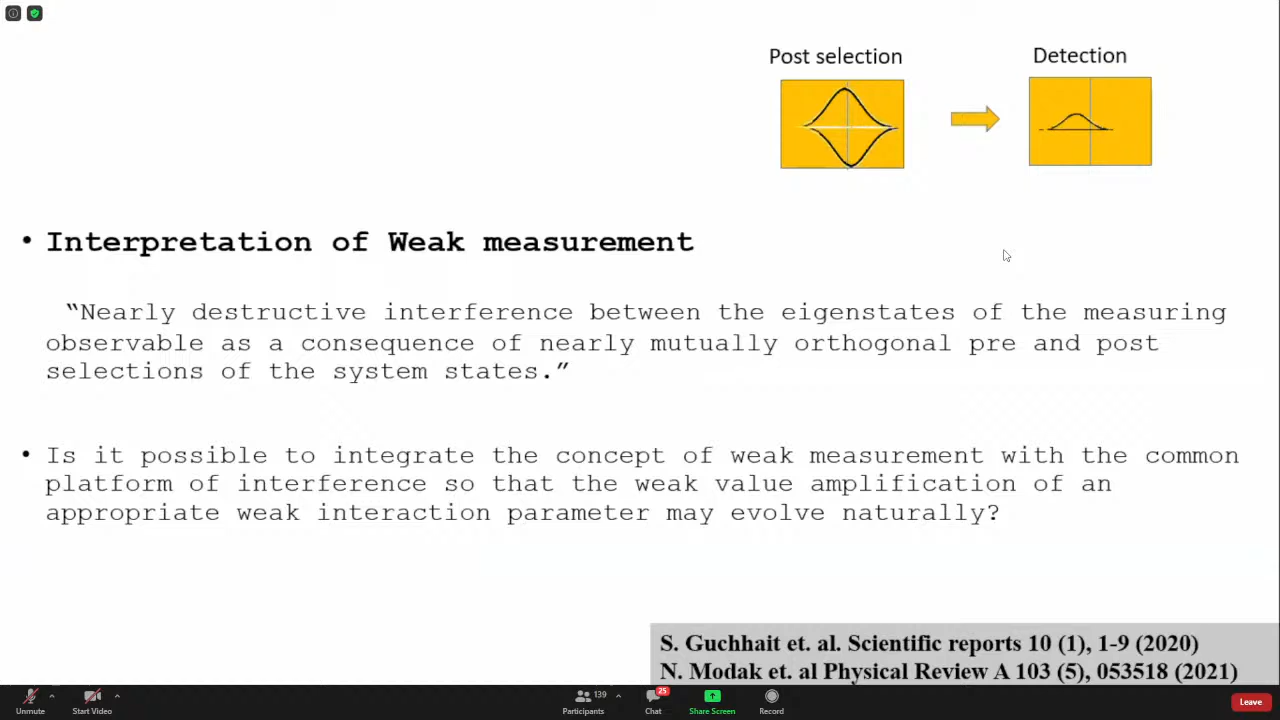 Post selection
Detection
• Interpretation of Weak measurement
“Nearly destructive interference between the eigenstates of the measuring
observable as a consequence of nearly mutually orthogonal pre and post
selections of the system states.”
• Is it possible to integrate the concept of weak measurement with the common
platform of interference so that the weak value amplification of an
appropriate weak interaction parameter may evolve naturally?
S. Guchhait et. al. Scientific reports 10 (1), 1-9 (2020)
N. Modak et. al Physical Review A 103 (5), 053518 (2021)
Unmute
Start Video
139
Participants
25
Chat
Share Screen
Record
Leave